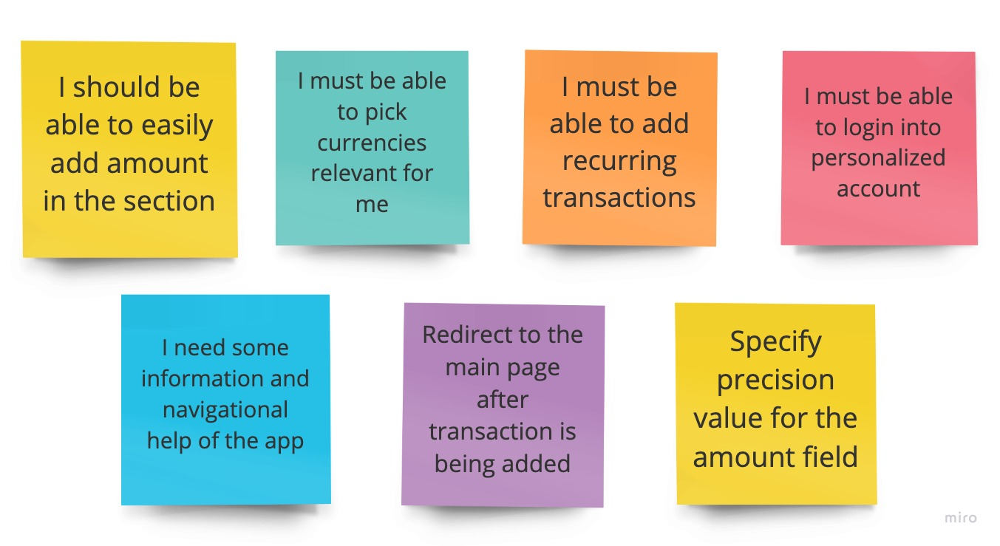 I should be
able to easily
add amount
in the section
I must be able
to pick
currencies
relevant for
me
I must be
able to add
recurring
transactions
I must be able
to login into
personalized
account
I need some
information and
navigational
help of the app
Redirect to the
main page
after
transaction is
being added
Specify
precision
value for the
amount field
miro